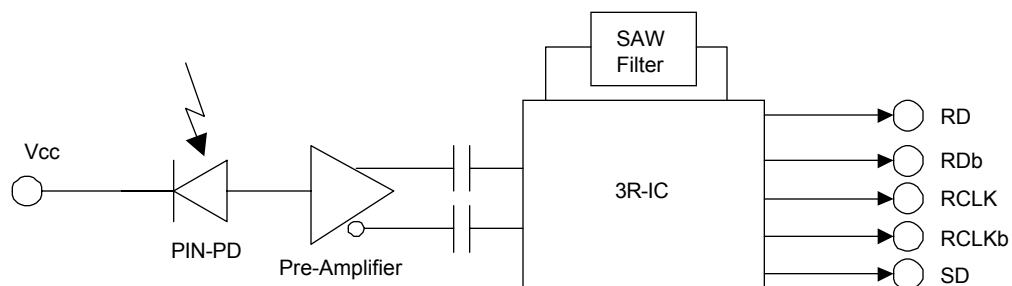 SAW
Filter
RD
Vcc
RDb
3R-IC
RCLK
PIN-PD
RCLKb
Pre-Amplifier
SD